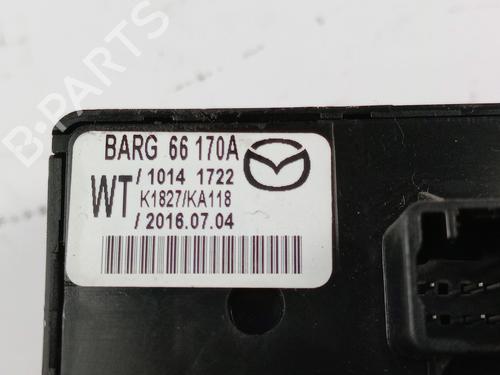 B-PARTS
BARG 66 170A
WT / 1014 1722
K1827/KA118
/ 2016.07.04